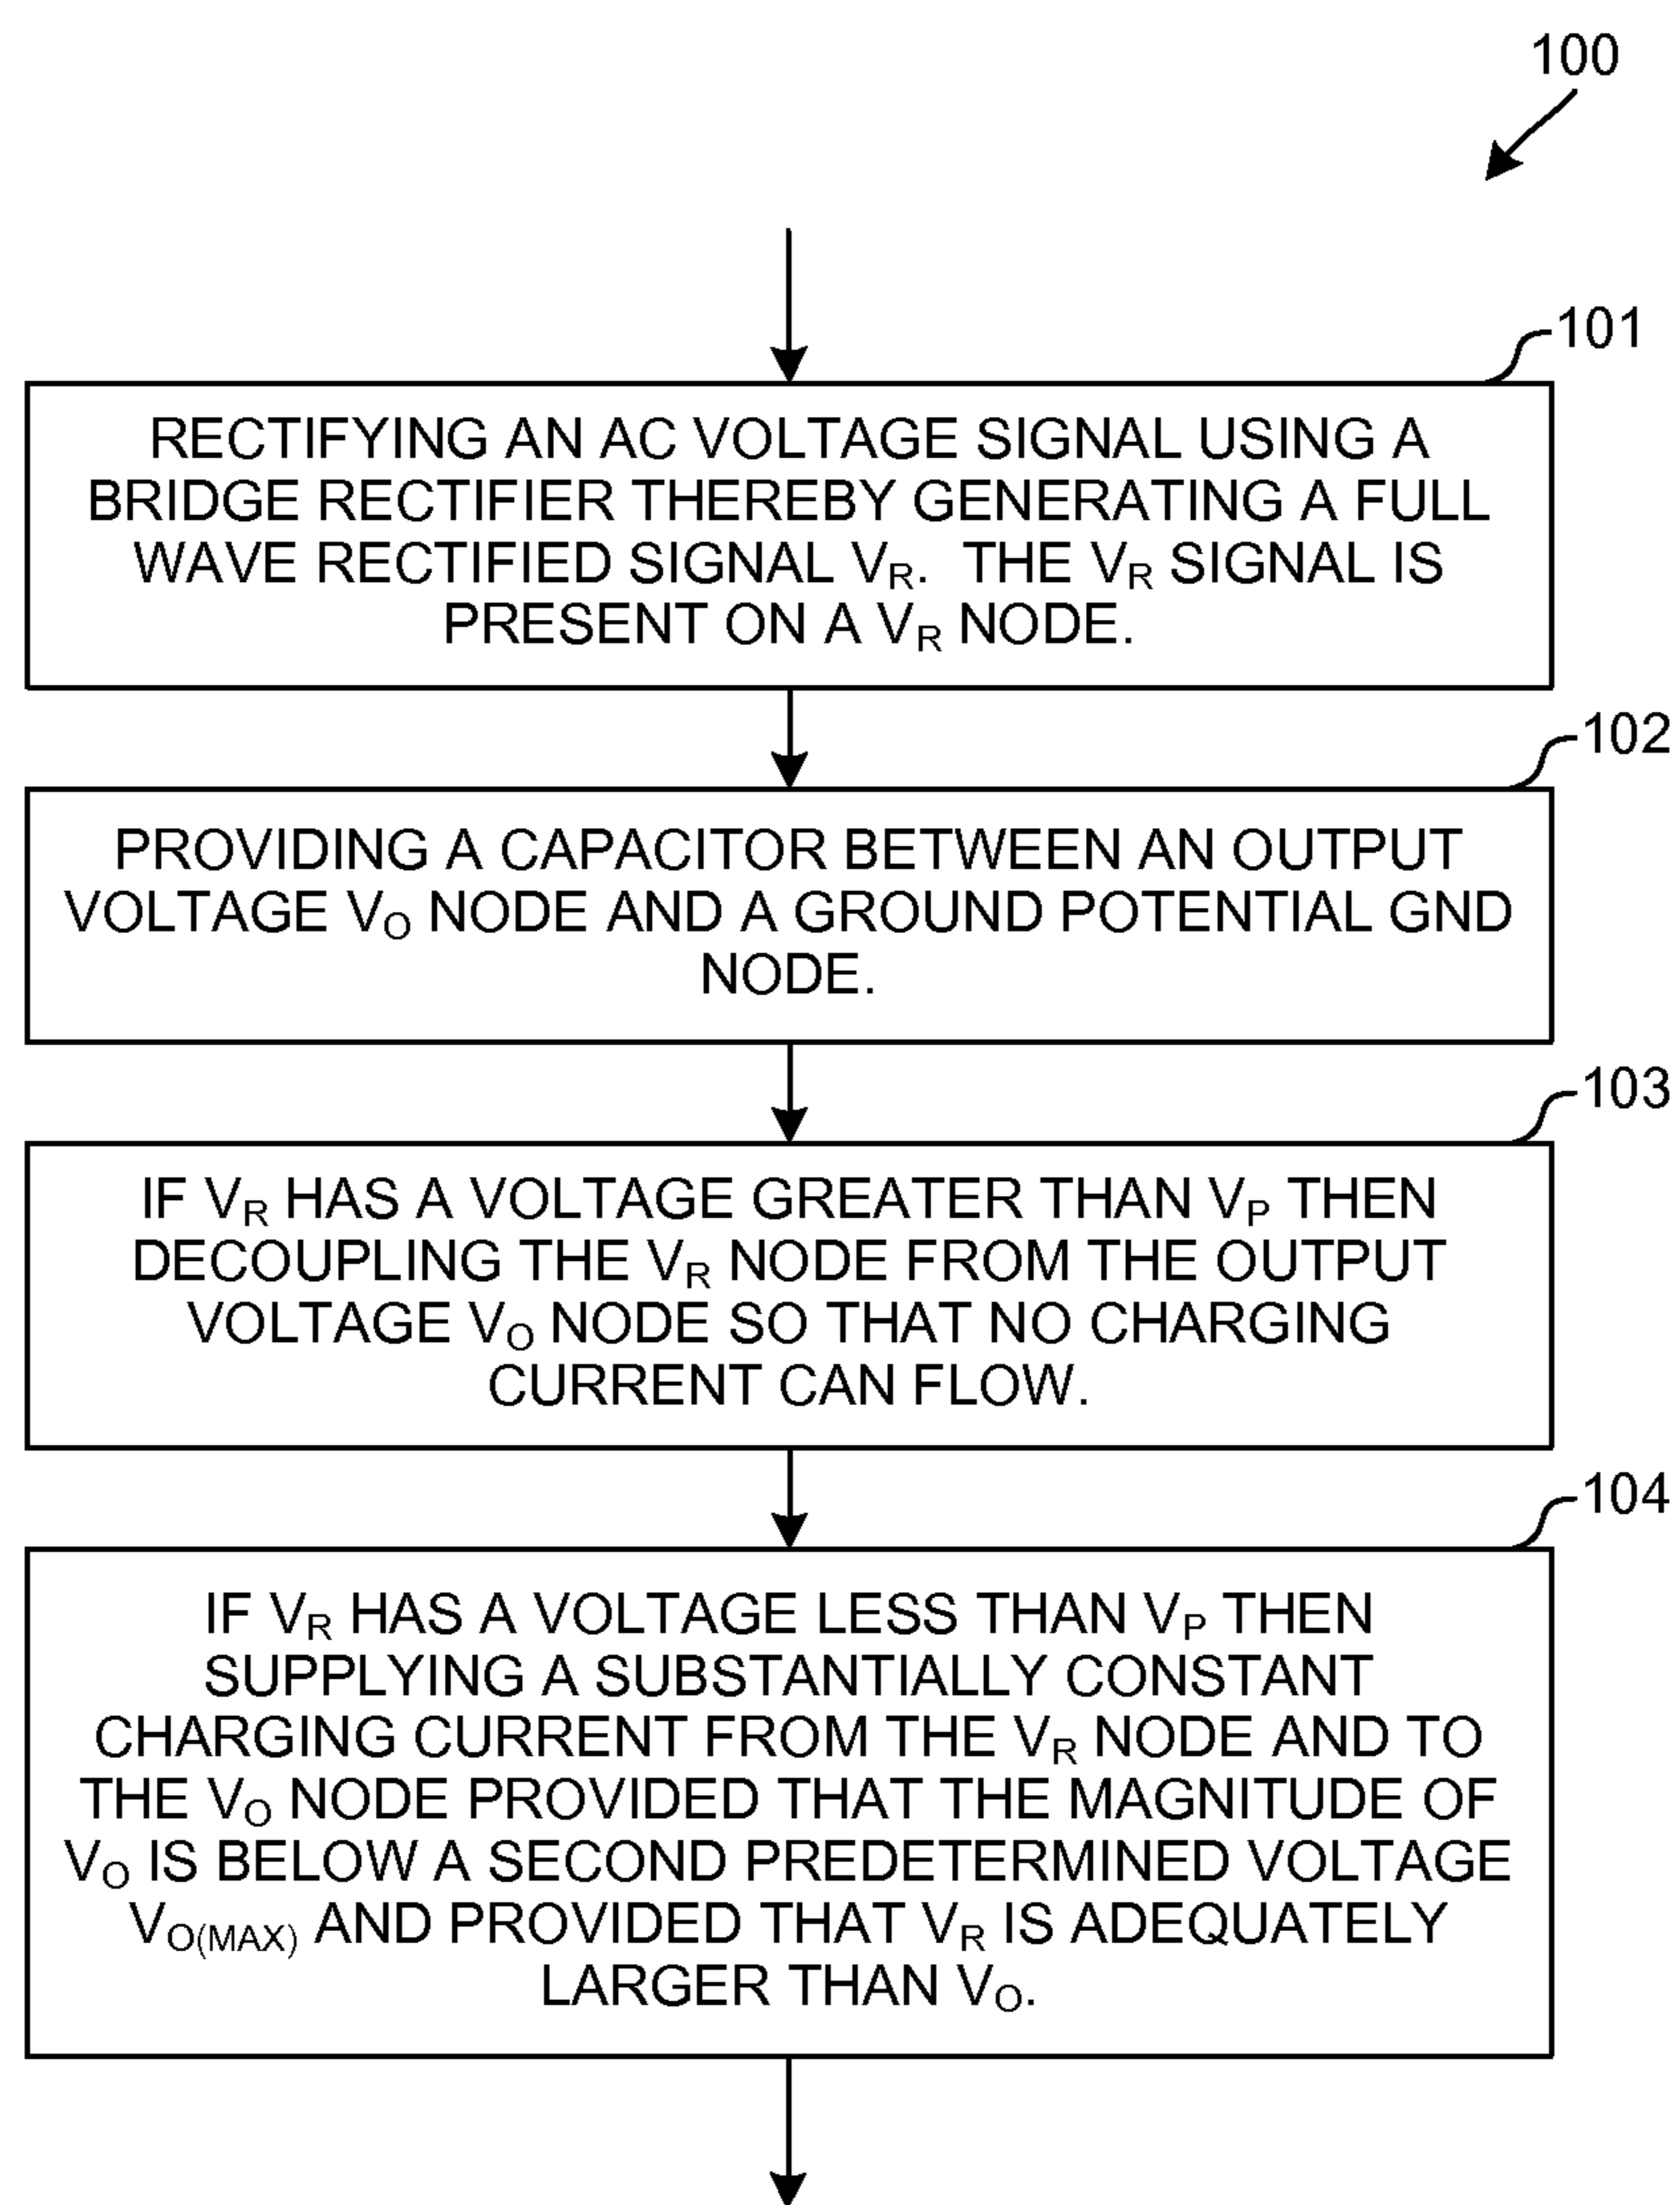 100
101
RECTIFYING AN AC VOLTAGE SIGNAL USING A
BRIDGE RECTIFIER THEREBY GENERATING A FULL
WAVE RECTIFIED SIGNAL VR. THE VR SIGNAL IS
PRESENT ON A VR NODE.
102
PROVIDING A CAPACITOR BETWEEN AN OUTPUT
VOLTAGE VO NODE AND A GROUND POTENTIAL GND
NODE.
103
IF VR HAS A VOLTAGE GREATER THAN VP THEN
DECOUPLING THE VR NODE FROM THE OUTPUT
VOLTAGE VO NODE SO THAT NO CHARGING
CURRENT CAN FLOW.
104
IF VR HAS A VOLTAGE LESS THAN VP THEN
SUPPLYING A SUBSTANTIALLY CONSTANT
CHARGING CURRENT FROM THE VR NODE AND TO
THE VO NODE PROVIDED THAT THE MAGNITUDE OF
VO IS BELOW A SECOND PREDETERMINED VOLTAGE
VO(MAX) AND PROVIDED THAT VR IS ADEQUATELY
LARGER THAN VO.